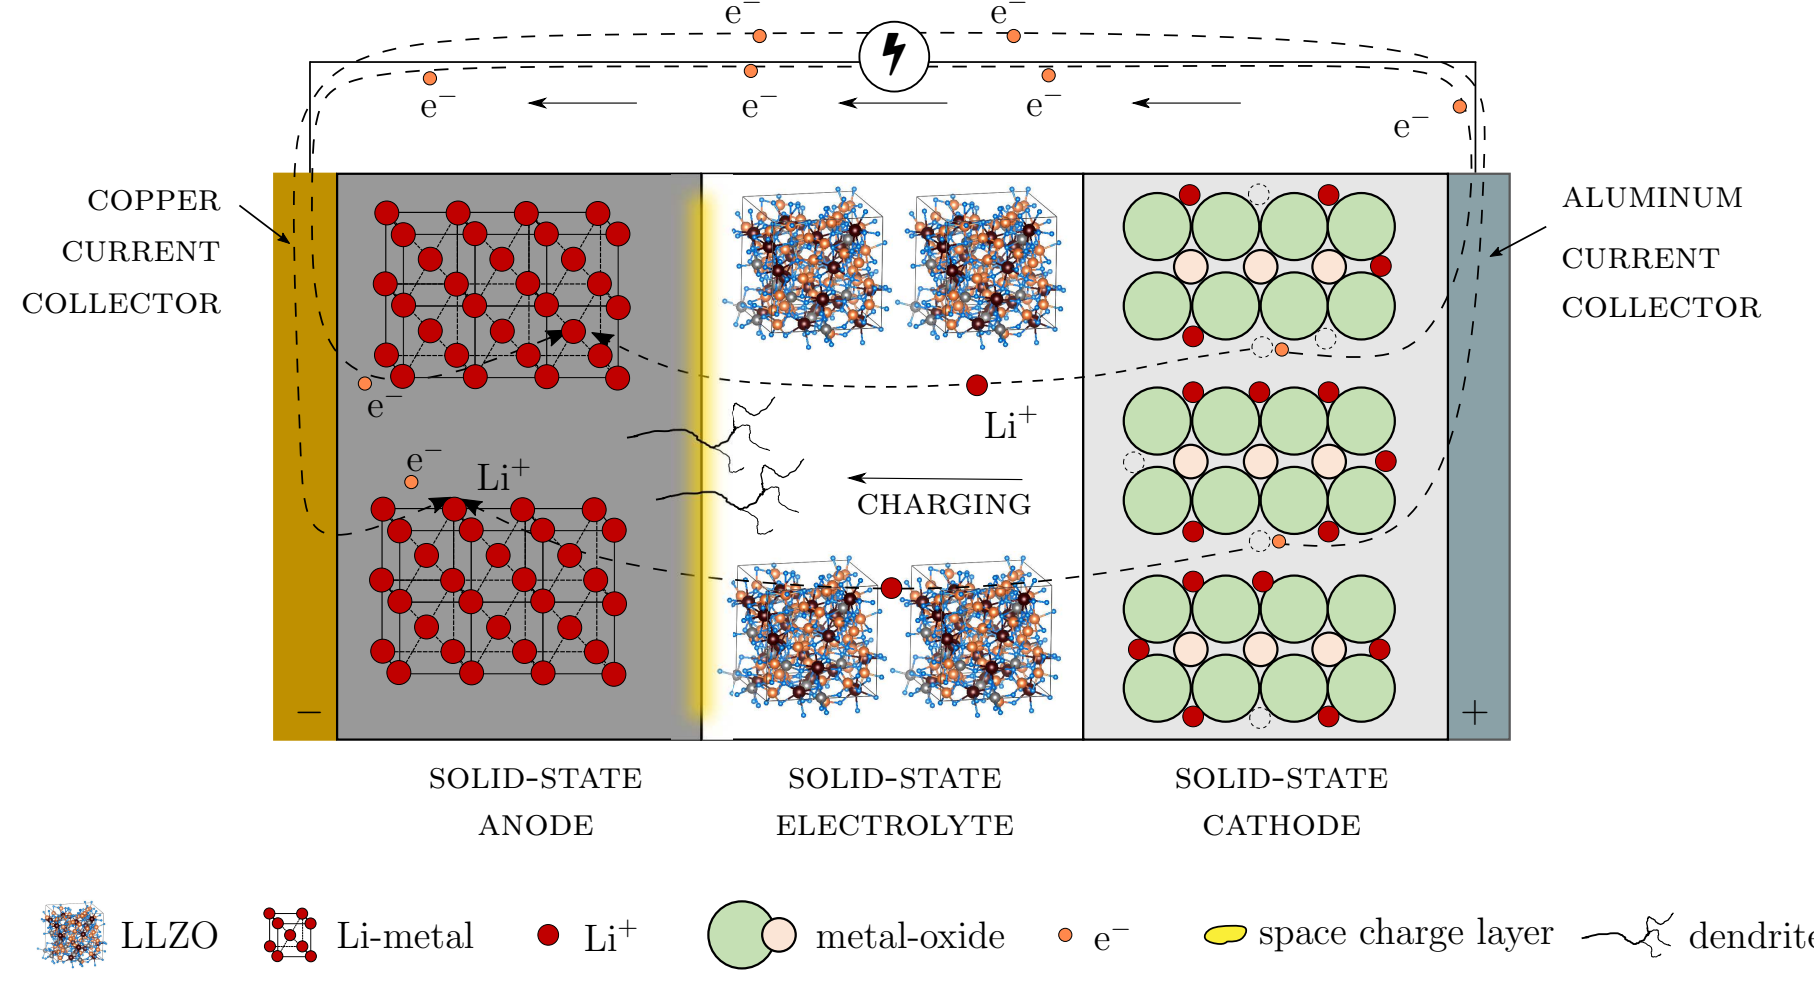 e⁻ e⁻
e⁻ e⁻ e⁻ e⁻
COPPER
CURRENT
COLLECTOR
ALUMINUM
CURRENT
COLLECTOR
e⁻
Li⁺
e⁻ Li⁺
CHARGING
− +
SOLID-STATE
ANODE
SOLID-STATE
ELECTROLYTE
SOLID-STATE
CATHODE
LLZO Li-metal Li⁺ metal-oxide e⁻ space charge layer dendrite